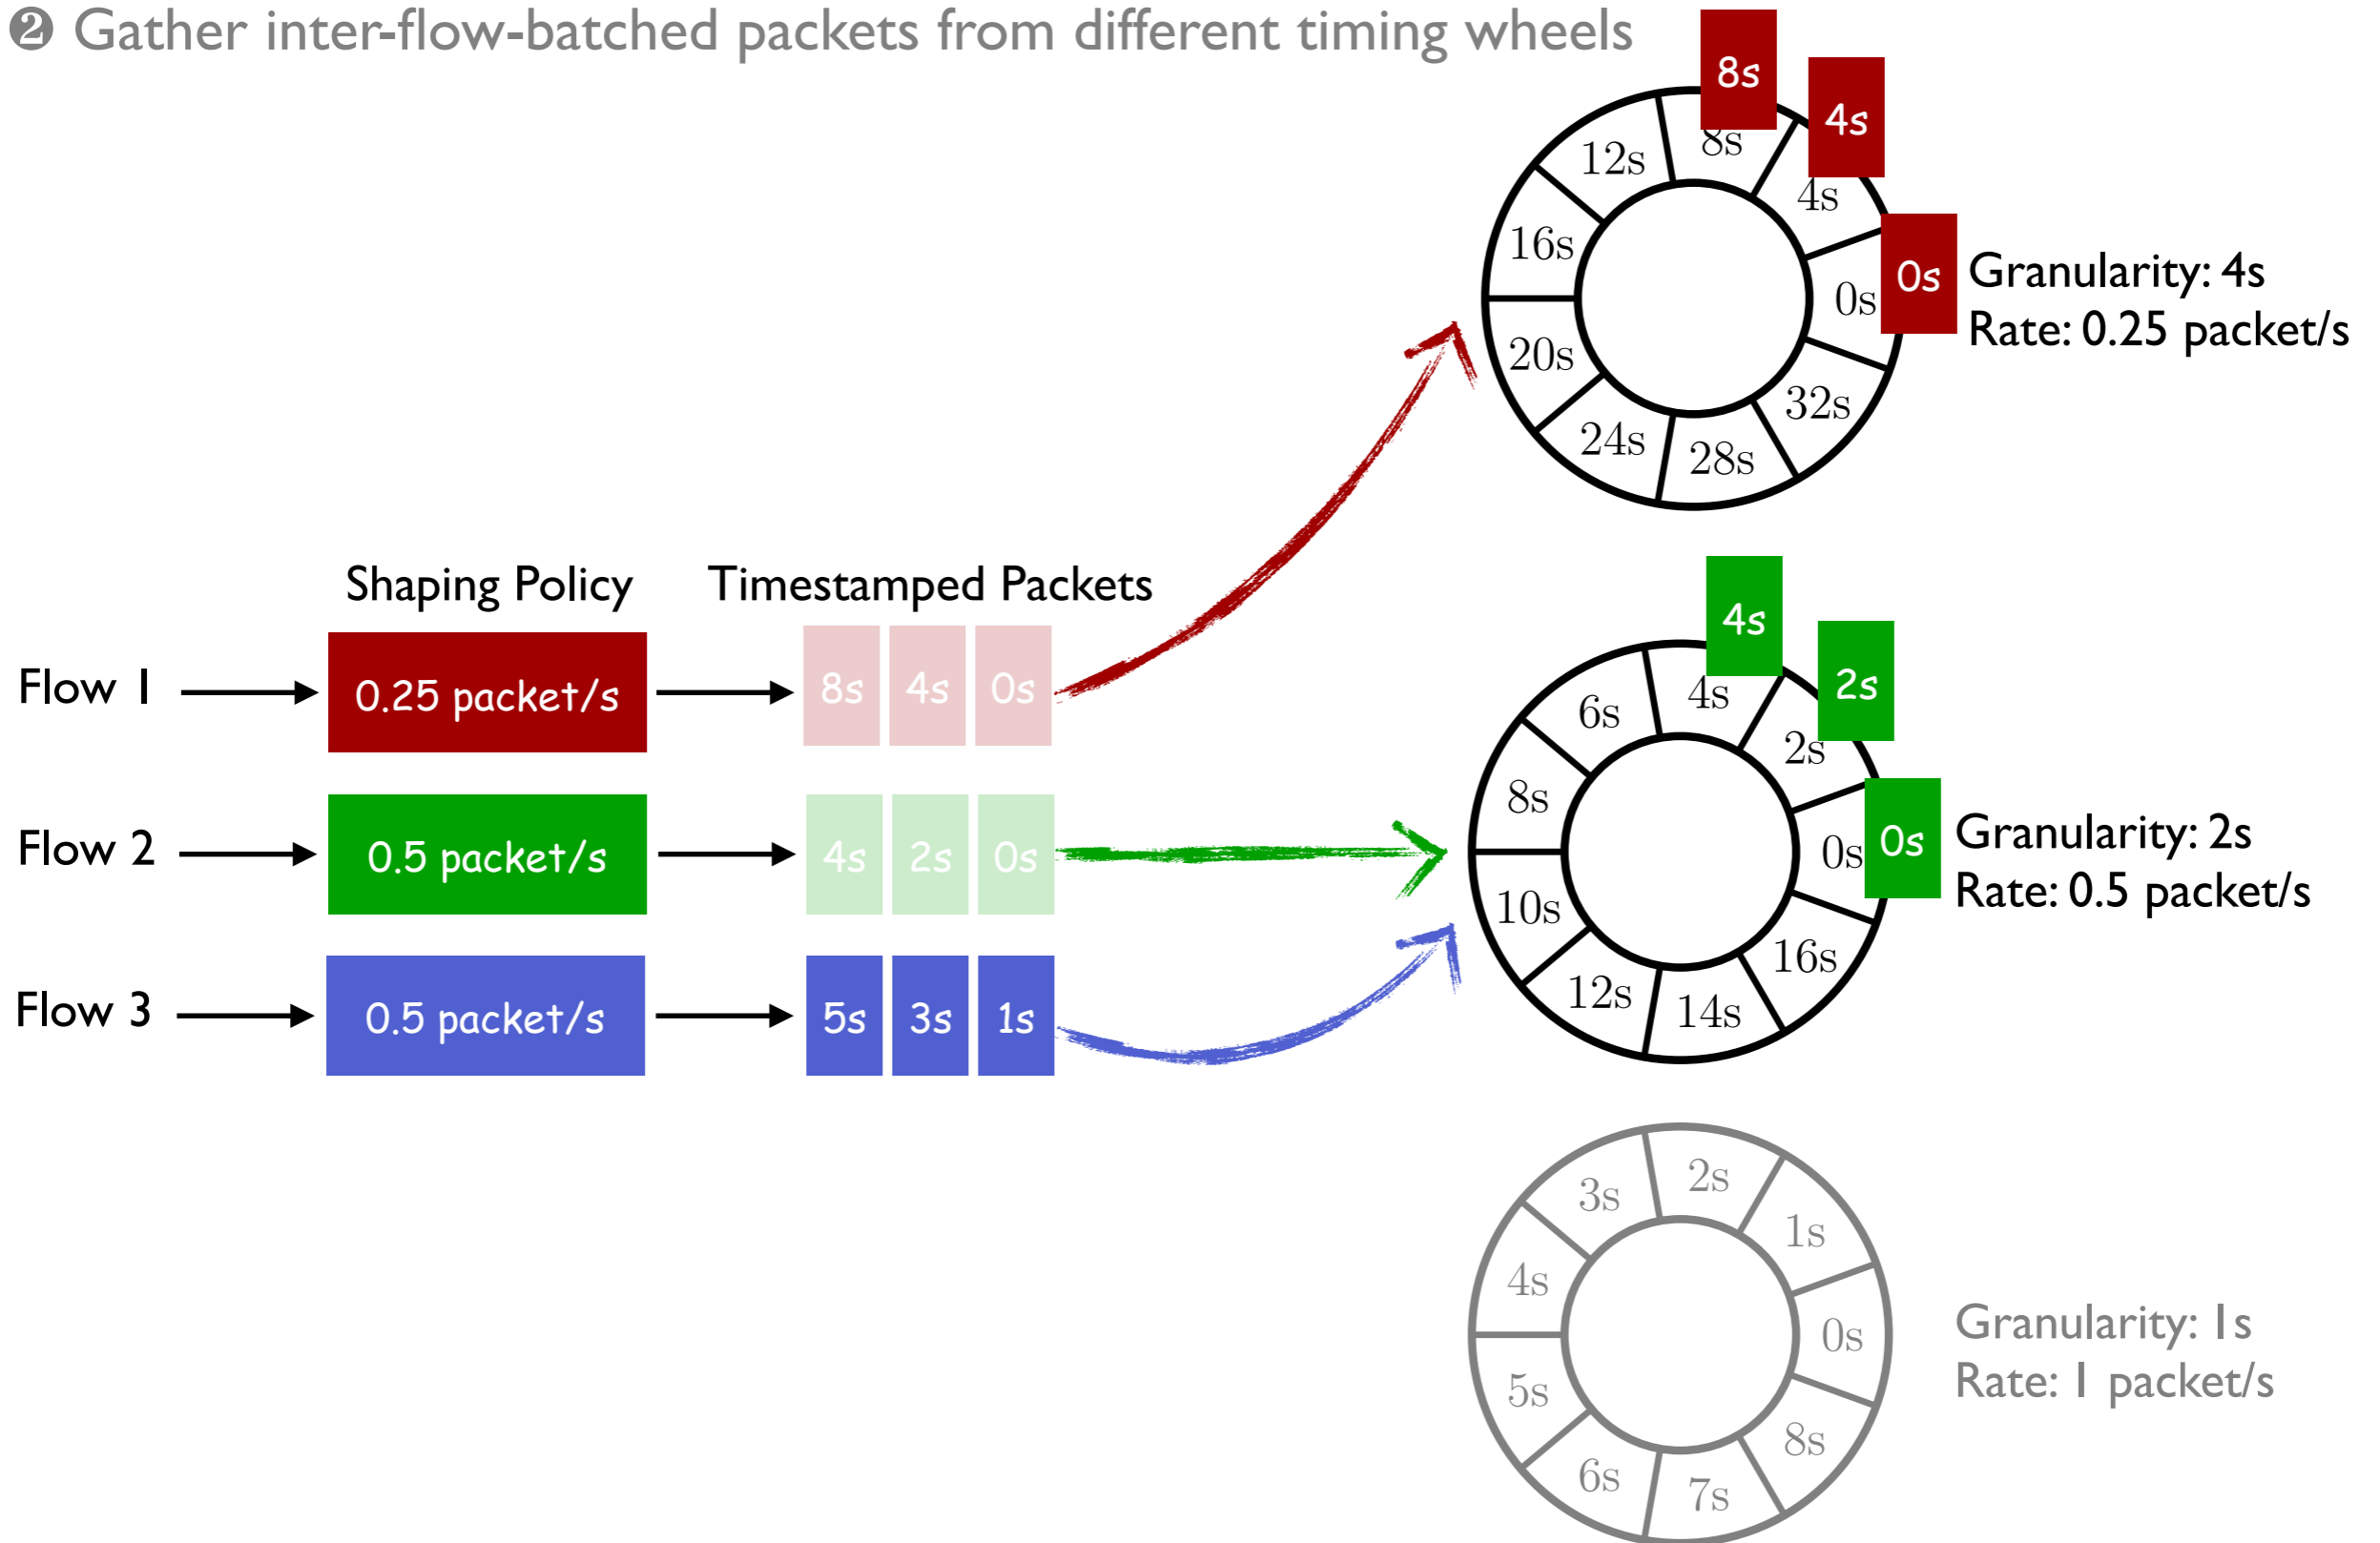 ❷ Gather inter-flow-batched packets from different timing wheels
8s
4s
0s
12s
8s
4s
16s
0s
20s
32s
24s
28s
Granularity: 4s
Rate: 0.25 packet/s
Shaping Policy
Timestamped Packets
Flow 1
0.25 packet/s
8s 4s 0s
Flow 2
0.5 packet/s
4s 2s 0s
Flow 3
0.5 packet/s
5s 3s 1s
4s
2s
0s
6s
4s
2s
8s
0s
10s
16s
12s
14s
Granularity: 2s
Rate: 0.5 packet/s
3s
2s
1s
4s
0s
5s
8s
6s
7s
Granularity: 1s
Rate: 1 packet/s